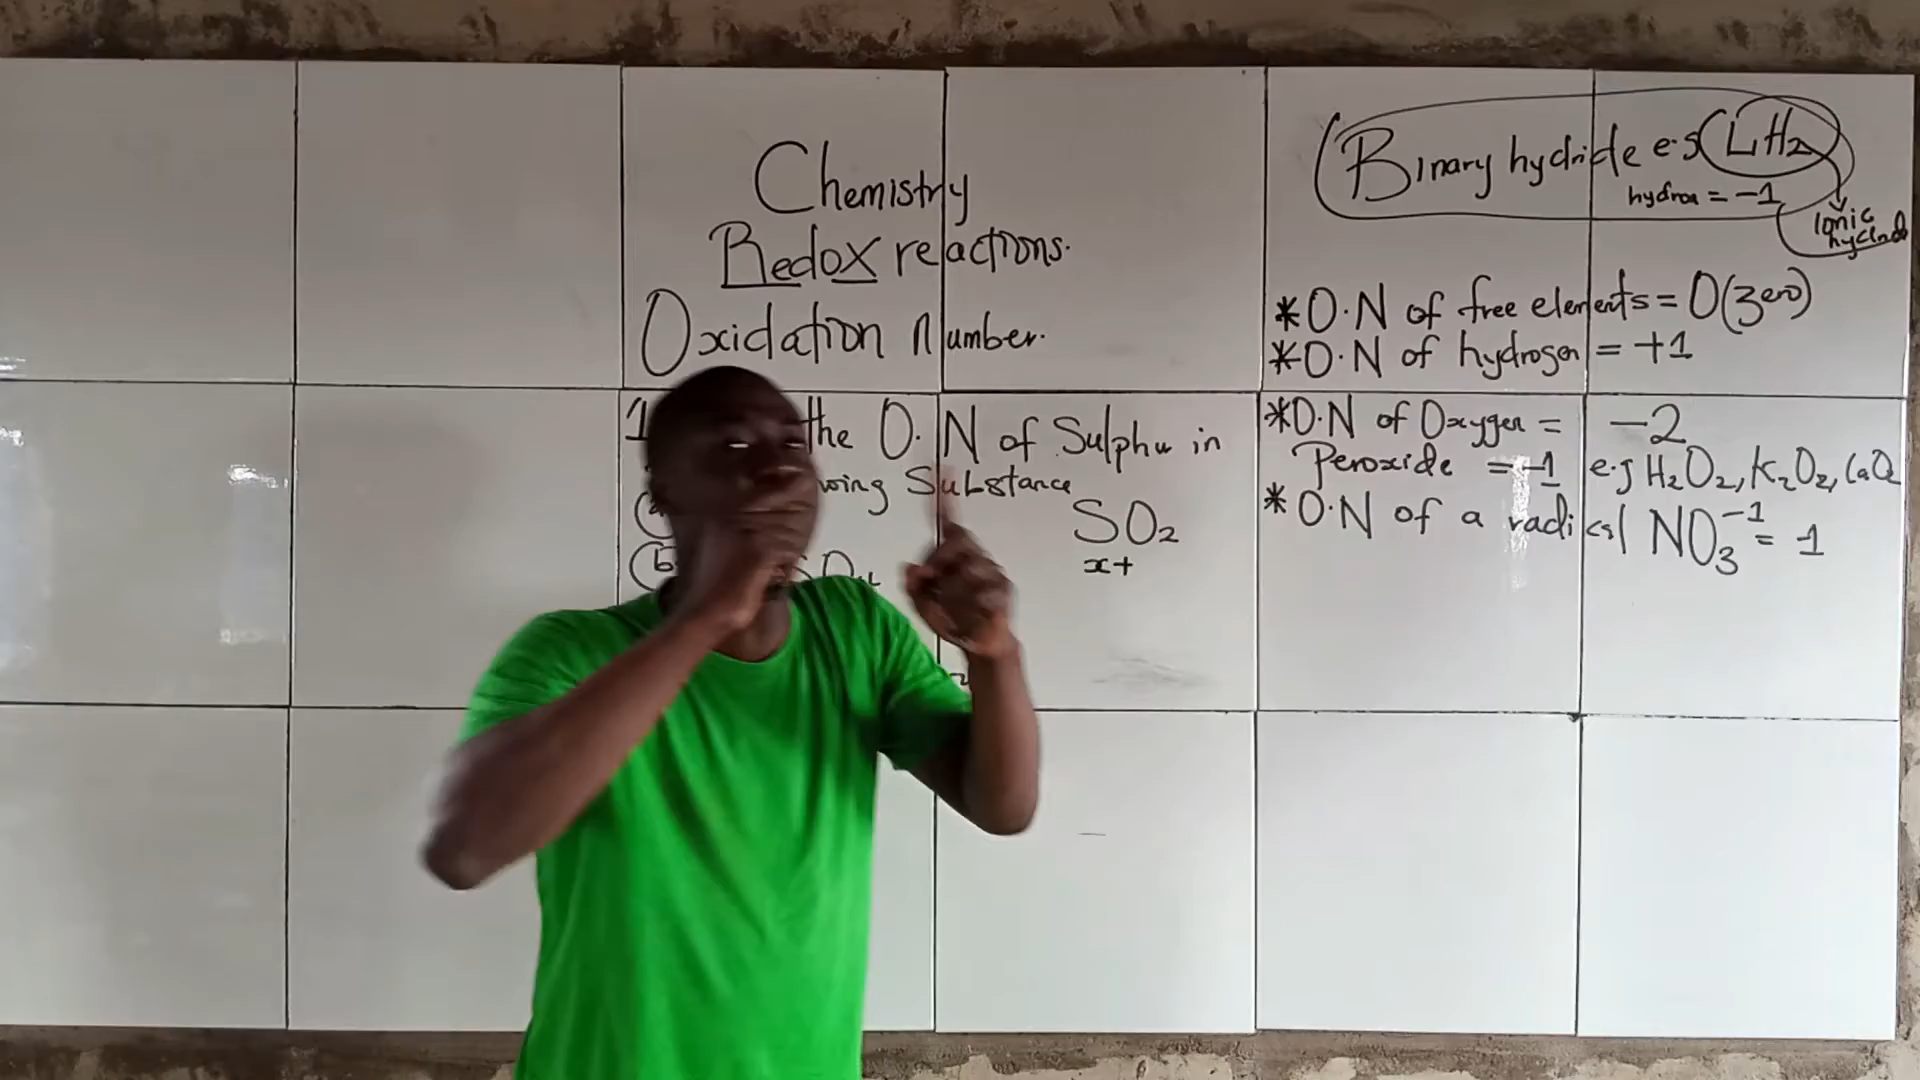 Chemistry
Redox reactions.
Oxidation number.
1 the O.N of Sulphur in
wing Substance
(a
(b SO4
SO2
x+
Binary hydride e.g LiH2
hydrogen = -1
Ionic
hydride
*O.N of free elements = 0(zero)
*O.N of hydrogen = +1
*O.N of Oxygen = -2
Peroxide = -1 e.g H2O2, K2O2, CaO2
*O.N of a radical NO3^-1 = 1